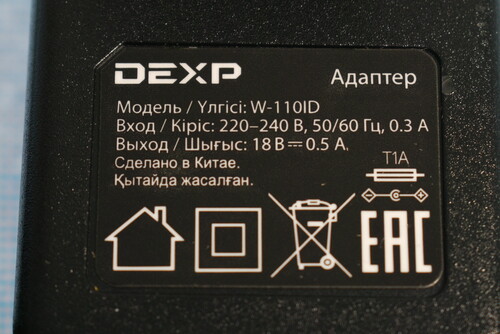 DEXP Адаптер
Модель / Үлгісі: W-110ID
Вход / Кіріс: 220–240 В, 50/60 Гц, 0.3 А
Выход / Шығыс: 18 В⎓0.5 А.
Сделано в Китае.
Қытайда жасалған.
T1A
EAC